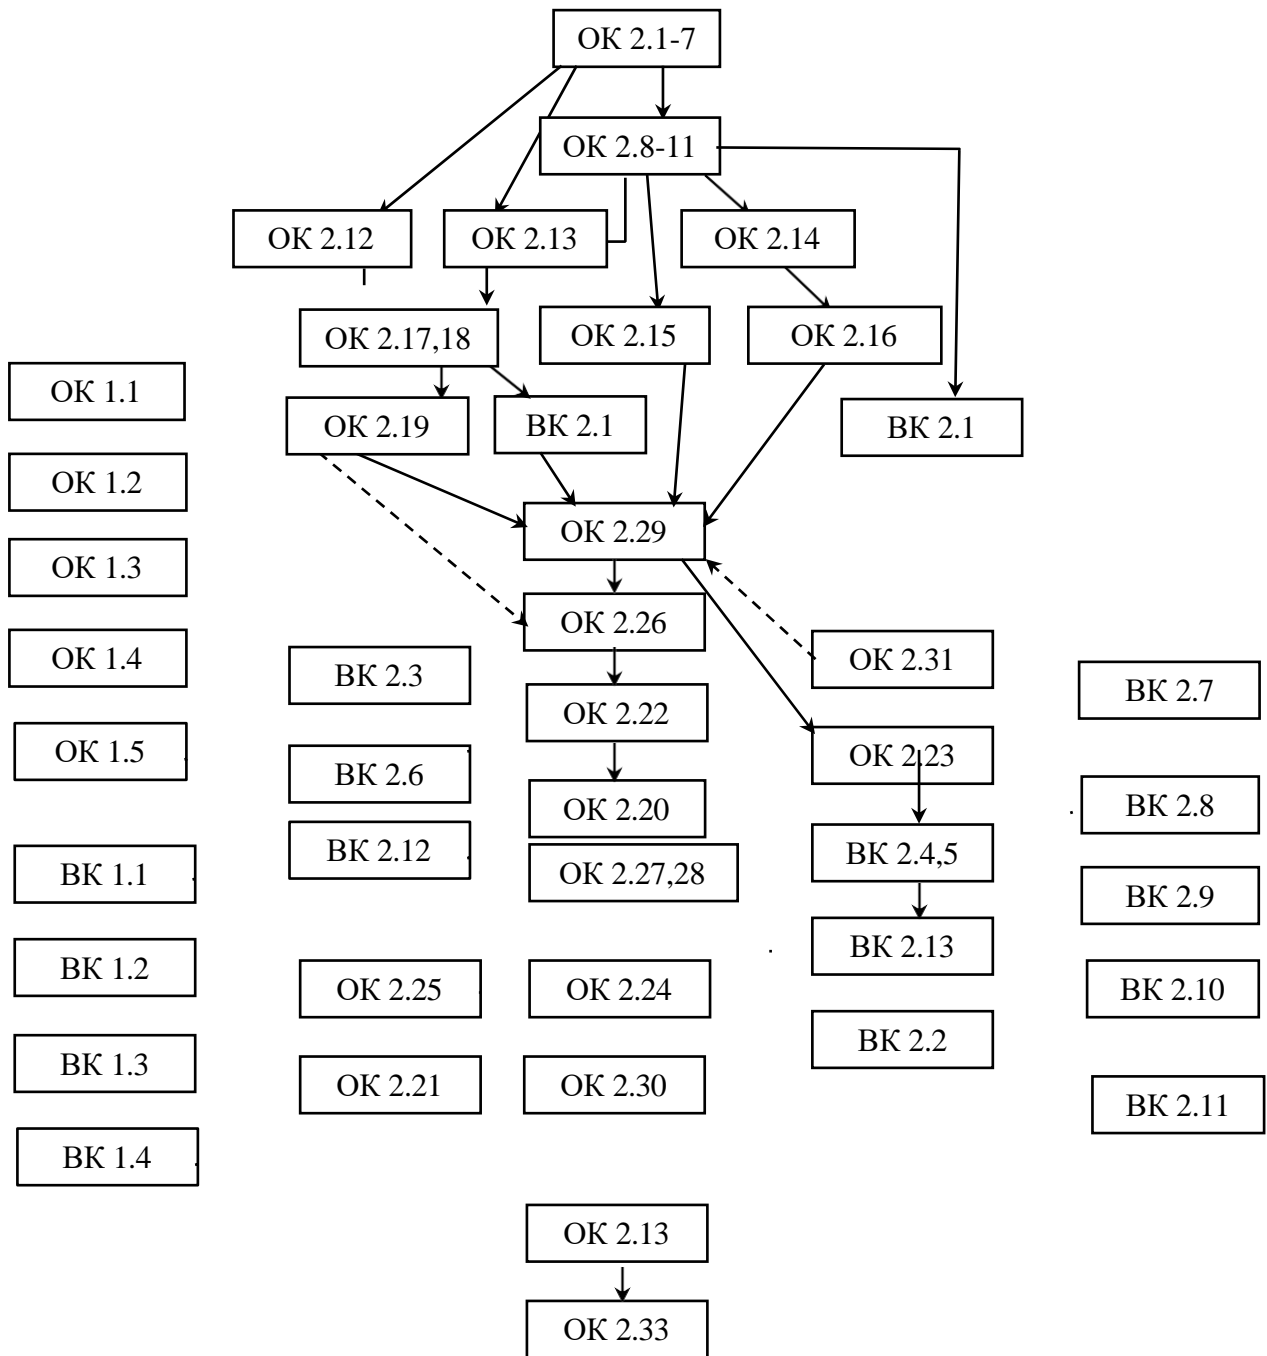 ОК 2.1-7
ОК 2.8-11
ОК 2.12
ОК 2.13
ОК 2.14
ОК 2.17,18
ОК 2.15
ОК 2.16
ОК 1.1
ОК 2.19
ВК 2.1
ВК 2.1
ОК 1.2
ОК 2.29
ОК 1.3
ОК 2.26
ОК 1.4
ВК 2.3
ОК 2.31
ВК 2.7
ОК 2.22
ОК 1.5
ВК 2.6
ОК 2.23
ОК 2.20
ВК 2.8
ВК 2.12
ВК 2.4,5
ВК 1.1
ОК 2.27,28
ВК 2.9
ВК 2.13
ВК 1.2
ОК 2.25
ОК 2.24
ВК 2.10
ВК 2.2
ВК 1.3
ОК 2.21
ОК 2.30
ВК 2.11
ВК 1.4
ОК 2.13
ОК 2.33